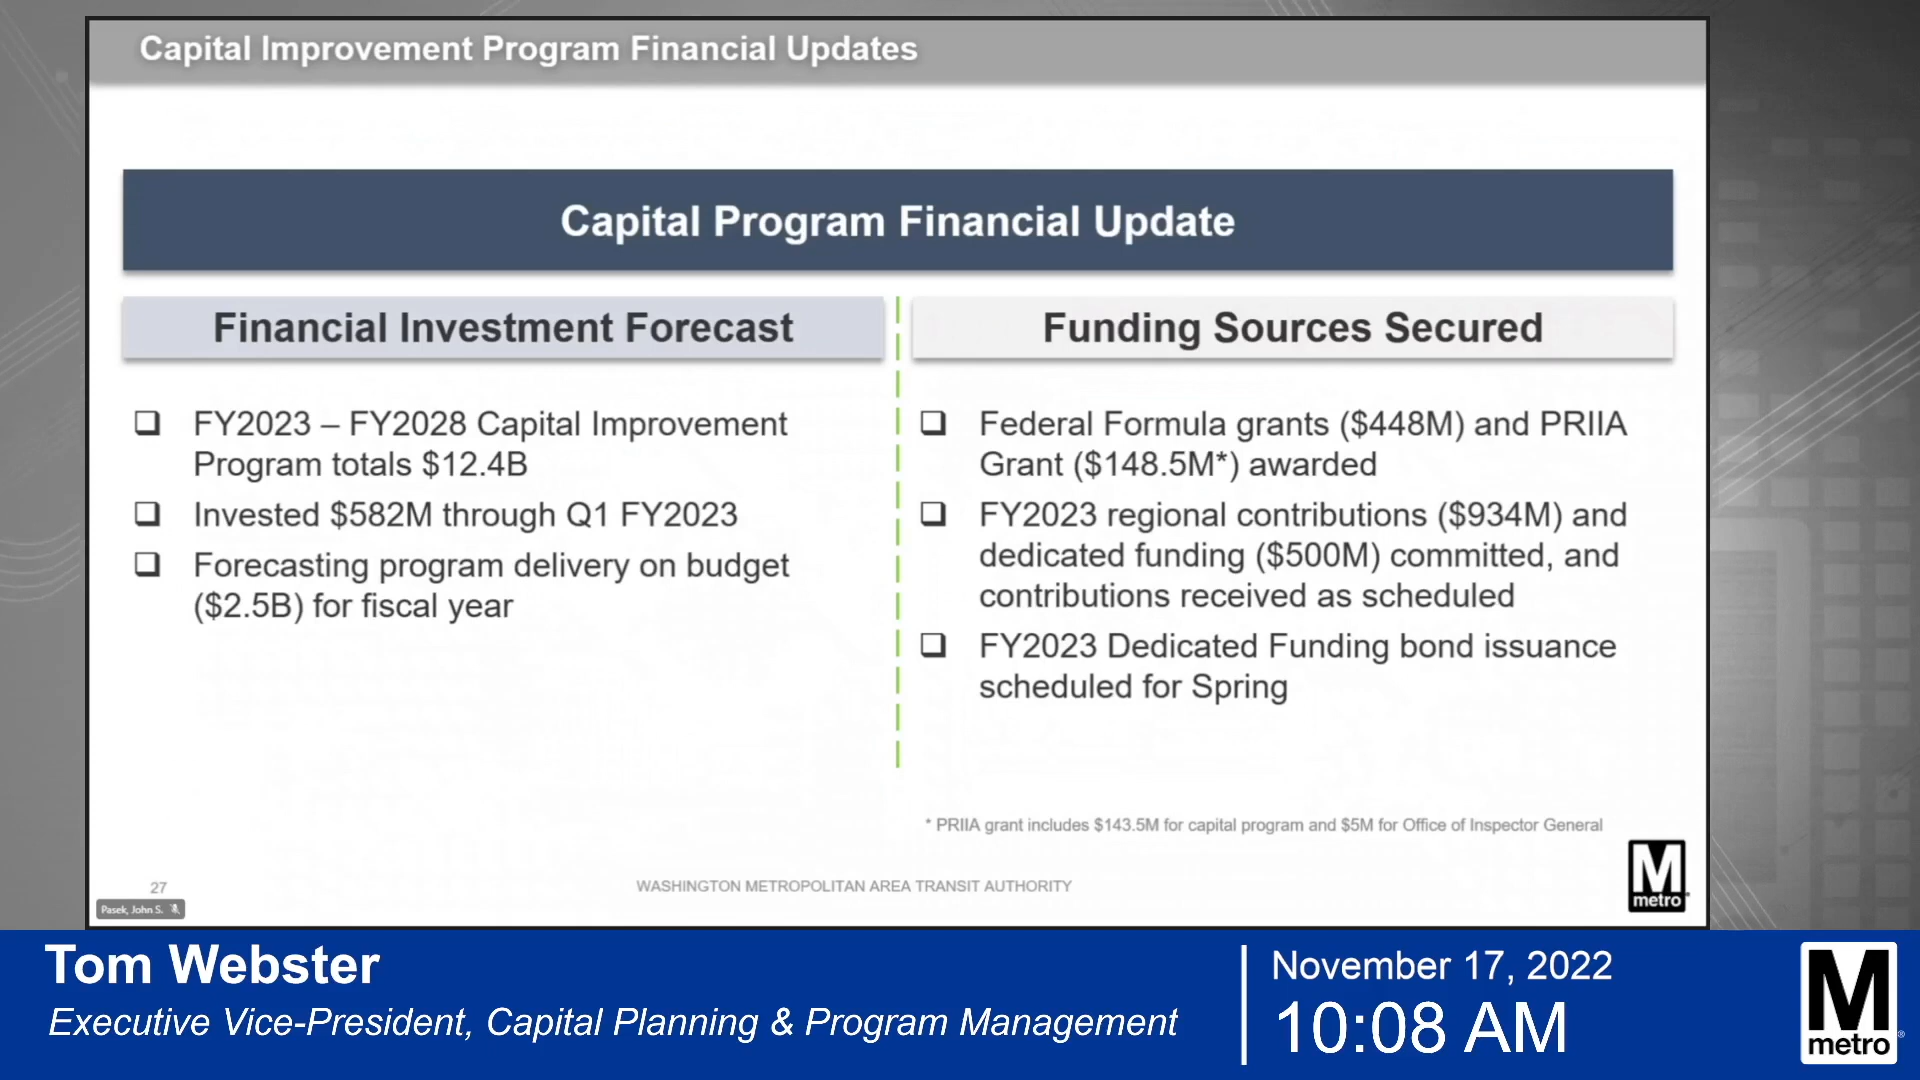 Capital Improvement Program Financial Updates
Capital Program Financial Update
Financial Investment Forecast
❑ FY2023 – FY2028 Capital Improvement
Program totals $12.4B
❑ Invested $582M through Q1 FY2023
❑ Forecasting program delivery on budget
($2.5B) for fiscal year
Funding Sources Secured
❑ Federal Formula grants ($448M) and PRIIA
Grant ($148.5M*) awarded
❑ FY2023 regional contributions ($934M) and
dedicated funding ($500M) committed, and
contributions received as scheduled
❑ FY2023 Dedicated Funding bond issuance
scheduled for Spring
* PRIIA grant includes $143.5M for capital program and $5M for Office of Inspector General
27
WASHINGTON METROPOLITAN AREA TRANSIT AUTHORITY
M
metro
Pasek, John S.
Tom Webster
Executive Vice-President, Capital Planning & Program Management
November 17, 2022
10:08 AM
M
metro®